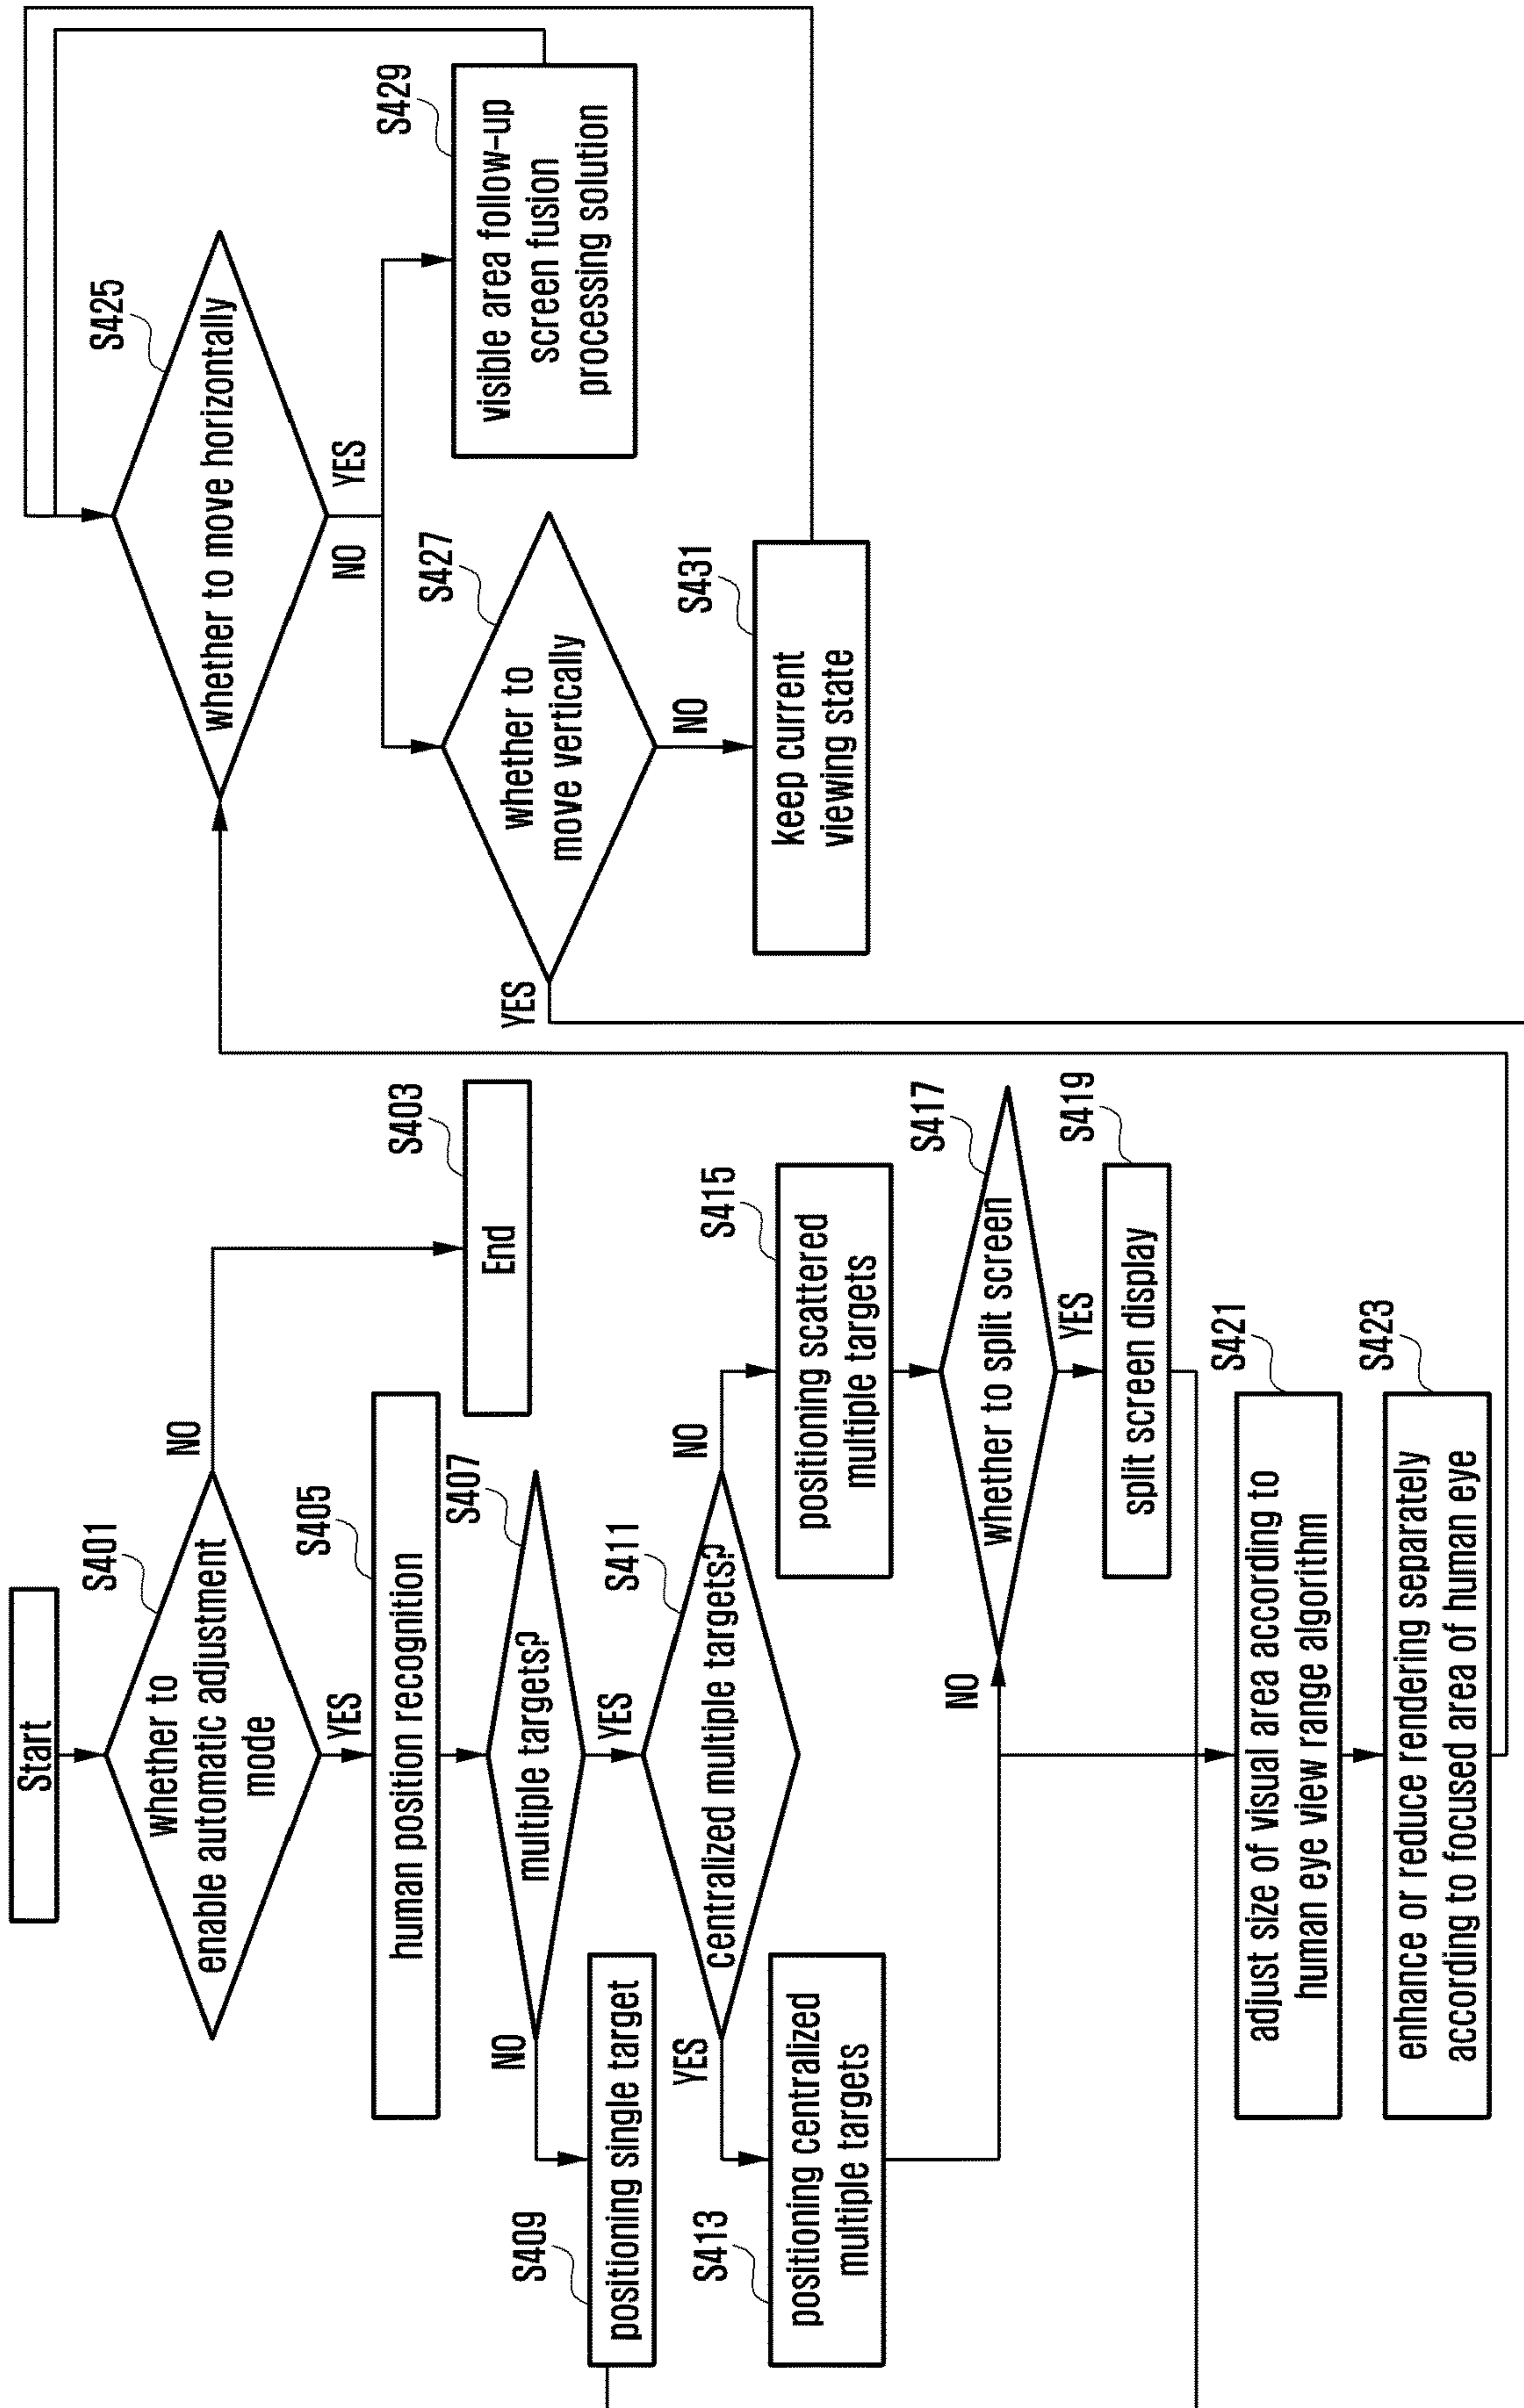 Start
S401
whether to
enable automatic adjustment
mode
NO
YES
S403
End
S405
human position recognition
S407
multiple targets?
NO
YES
S409
positioning single target
S411
centralized multiple targets?
YES
NO
S413
positioning centralized
multiple targets
S415
positioning scattered
multiple targets
S417
whether to split screen
NO
YES
S419
split screen display
S421
adjust size of visual area according to
human eye view range algorithm
S423
enhance or reduce rendering separately
according to focused area of human eye
S425
whether to move horizontally
NO
YES
S427
whether to
move vertically
YES
NO
S429
visible area follow-up
screen fusion
processing solution
S431
keep current
viewing state